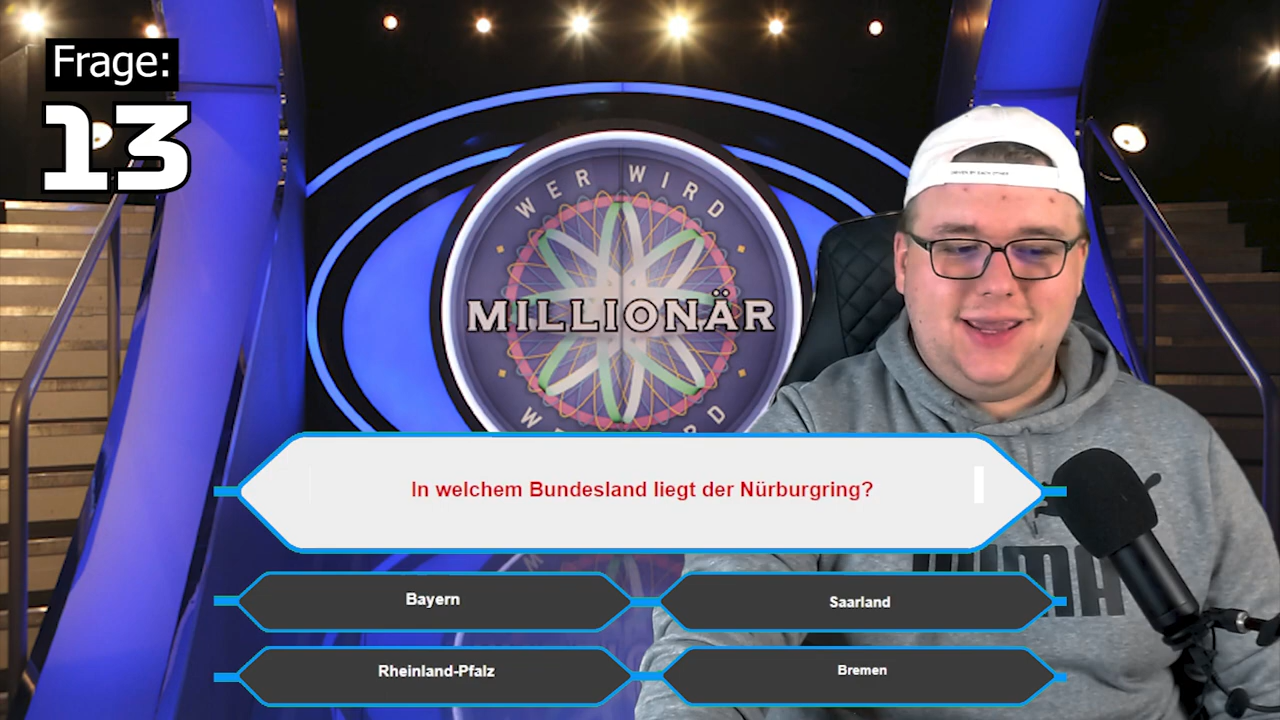 Frage:
13
WER WIRD
MILLIONÄR
In welchem Bundesland liegt der Nürburgring?
Bayern
Saarland
Rheinland-Pfalz
Bremen